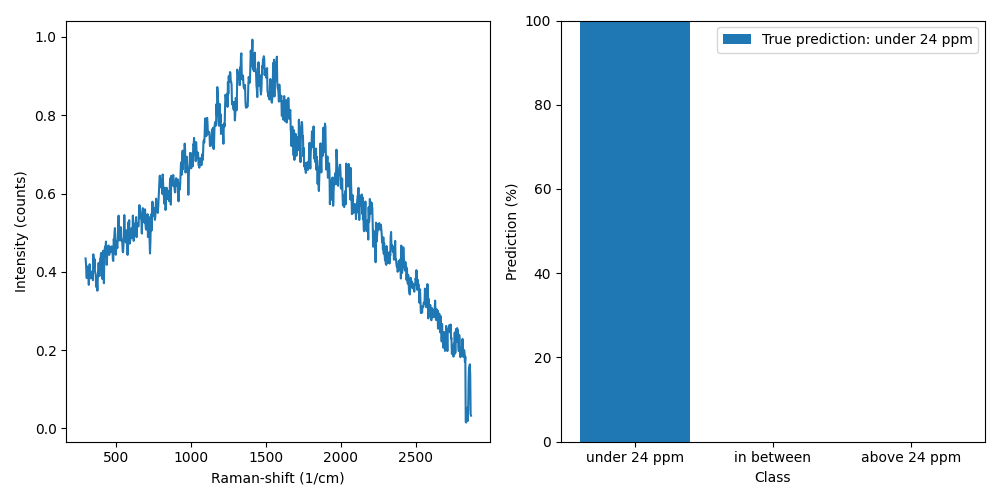 1.0
0.8
0.6
0.4
0.2
0.0
Intensity (counts)
500 1000 1500 2000 2500
Raman-shift (1/cm)
100
80
60
40
20
0
Prediction (%)
True prediction: under 24 ppm
under 24 ppm in between above 24 ppm
Class